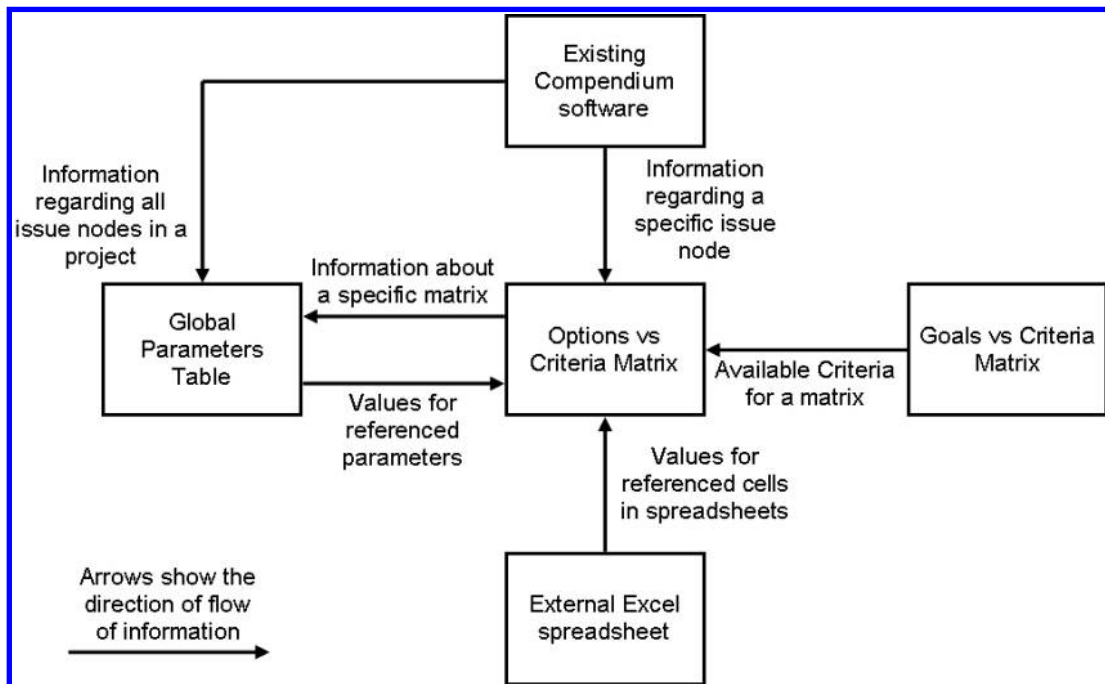 Existing
Compendium
software
Information
regarding all
issue nodes in a
project
Information
regarding a
specific issue
node
Information about
a specific matrix
Global
Parameters
Table
Options vs
Criteria Matrix
Goals vs Criteria
Matrix
Available Criteria
for a matrix
Values for
referenced
parameters
Values for
referenced cells
in spreadsheets
Arrows show the
direction of flow
of information
External Excel
spreadsheet